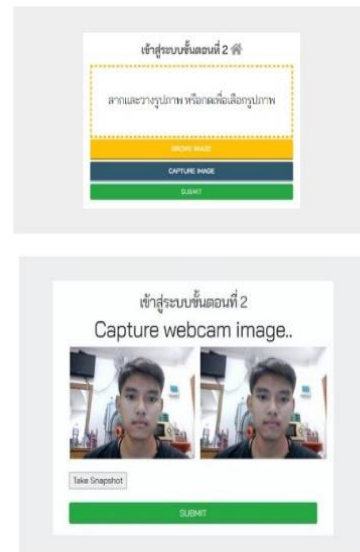 เข้าสู่ระบบขั้นตอนที่ 2
ลากและวางรูปภาพ หรือกดเพื่อเลือกรูปภาพ
BROWE IMAGE
CAPTURE IMAGE
SUBMIT
เข้าสู่ระบบขั้นตอนที่ 2
Capture webcam image..
Take Snapshot
SUBMIT